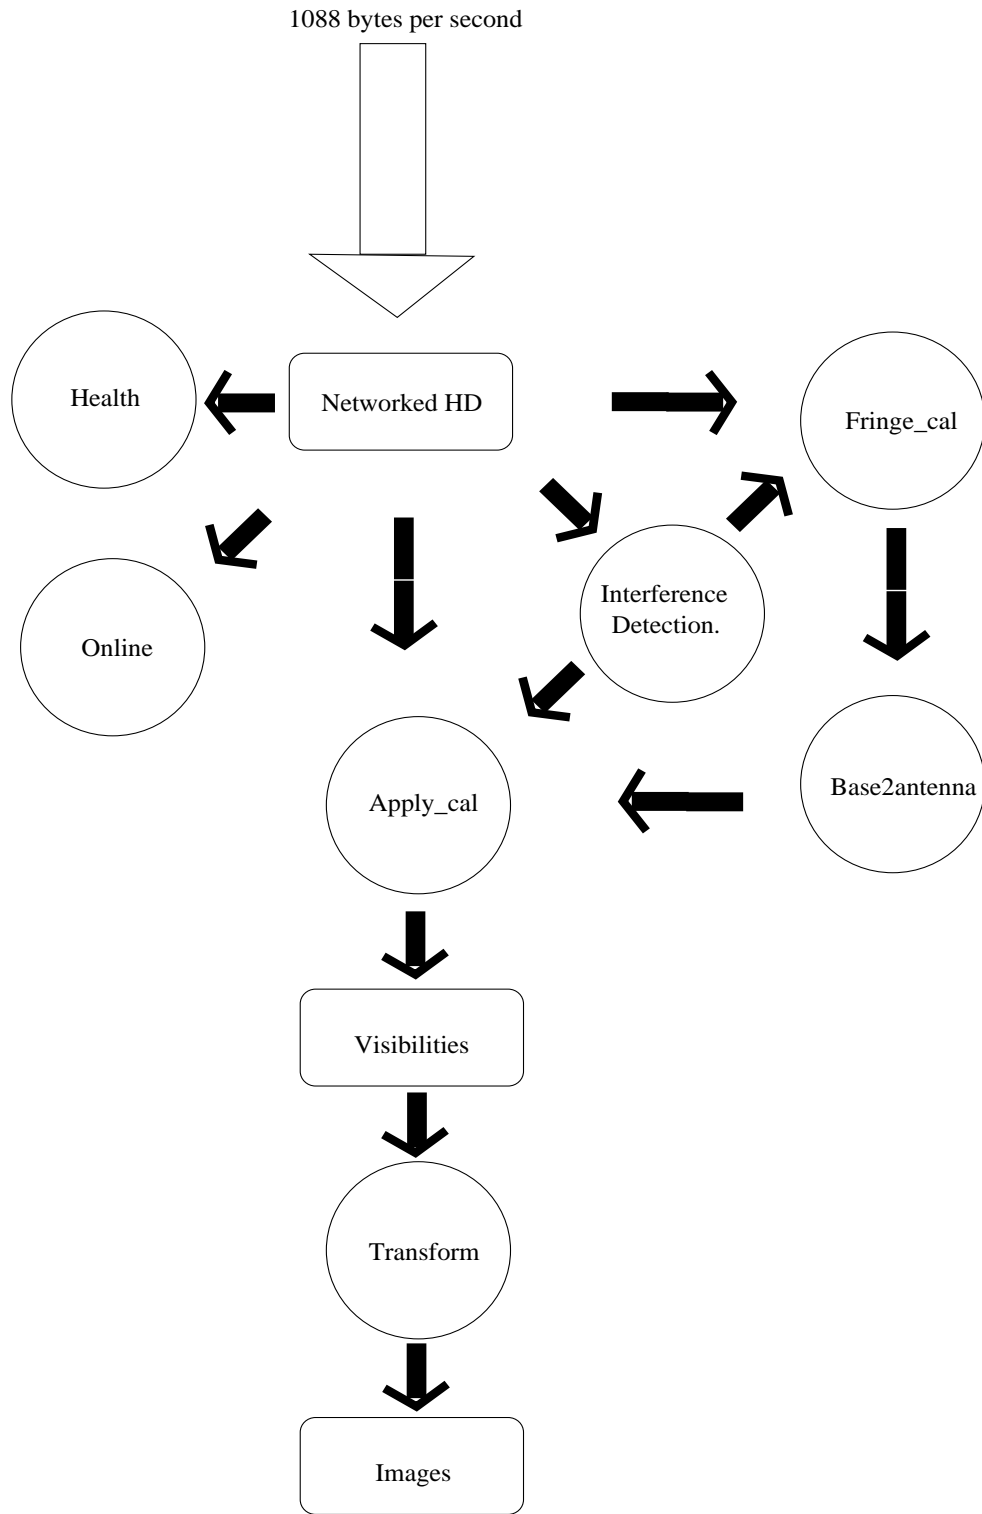 1088 bytes per second
Health
Networked HD
Fringe_cal
Interference
Detection.
Online
Base2antenna
Apply_cal
Visibilities
Transform
Images